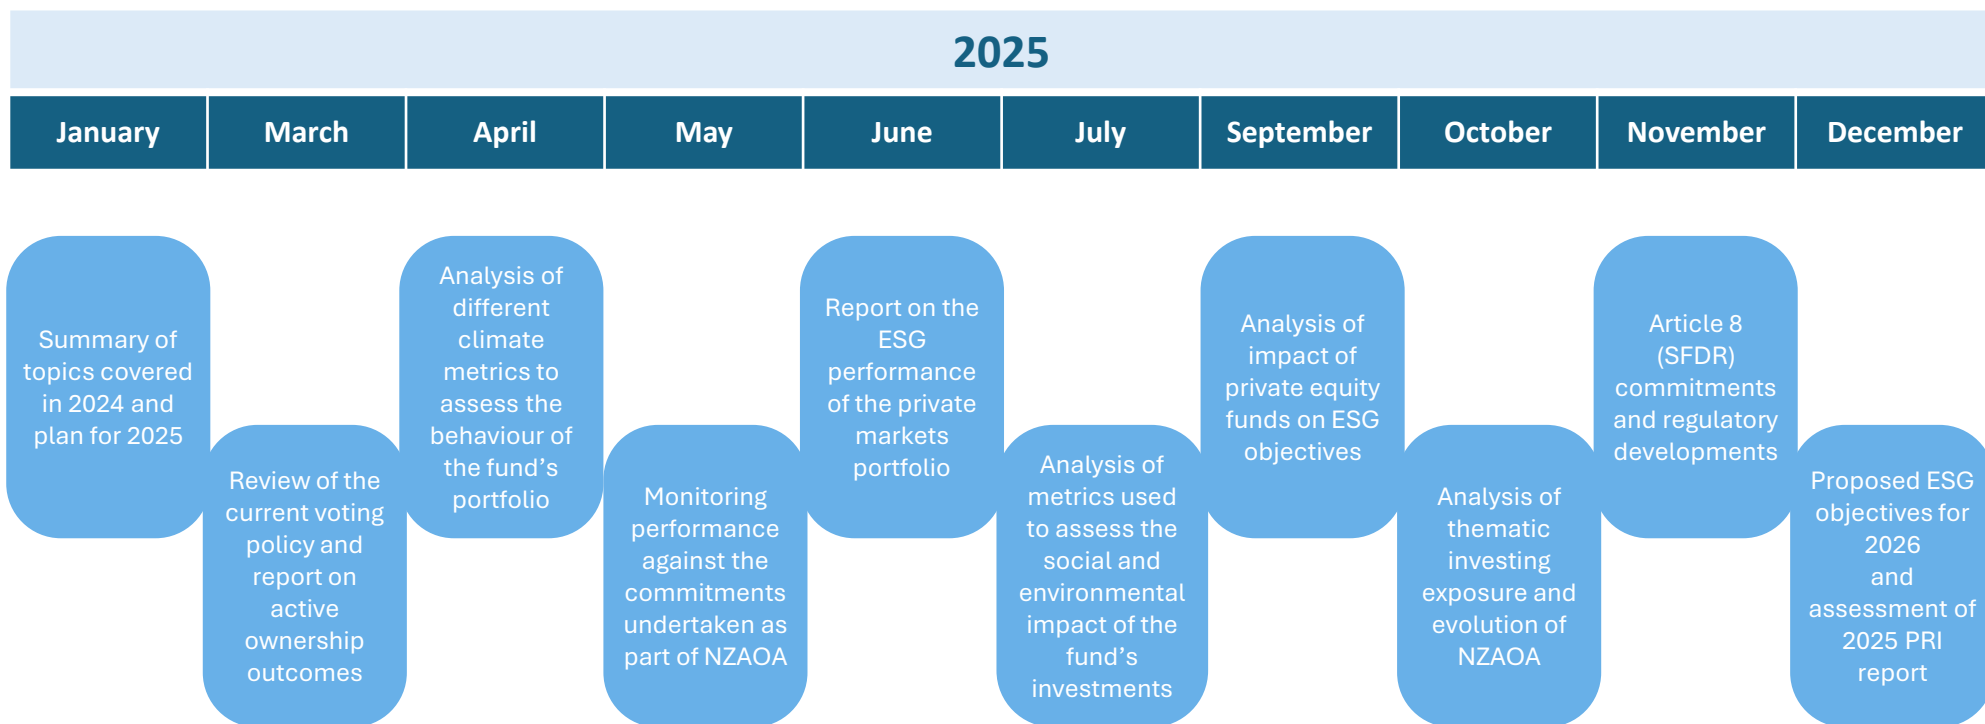 2025
January
March
April
May
June
July
September
October
November
December
Summary of
topics covered
in 2024 and
plan for 2025
Review of the
current voting
policy and
report on
active
ownership
outcomes
Analysis of
different
climate
metrics to
assess the
behaviour of
the fund’s
portfolio
Monitoring
performance
against the
commitments
undertaken as
part of NZAOA
Report on the
ESG
performance
of the private
markets
portfolio
Analysis of
metrics used
to assess the
social and
environmental
impact of the
fund’s
investments
Analysis of
impact of
private equity
funds on ESG
objectives
Analysis of
thematic
investing
exposure and
evolution of
NZAOA
Article 8
(SFDR)
commitments
and regulatory
developments
Proposed ESG
objectives for
2026
and
assessment of
2025 PRI
report